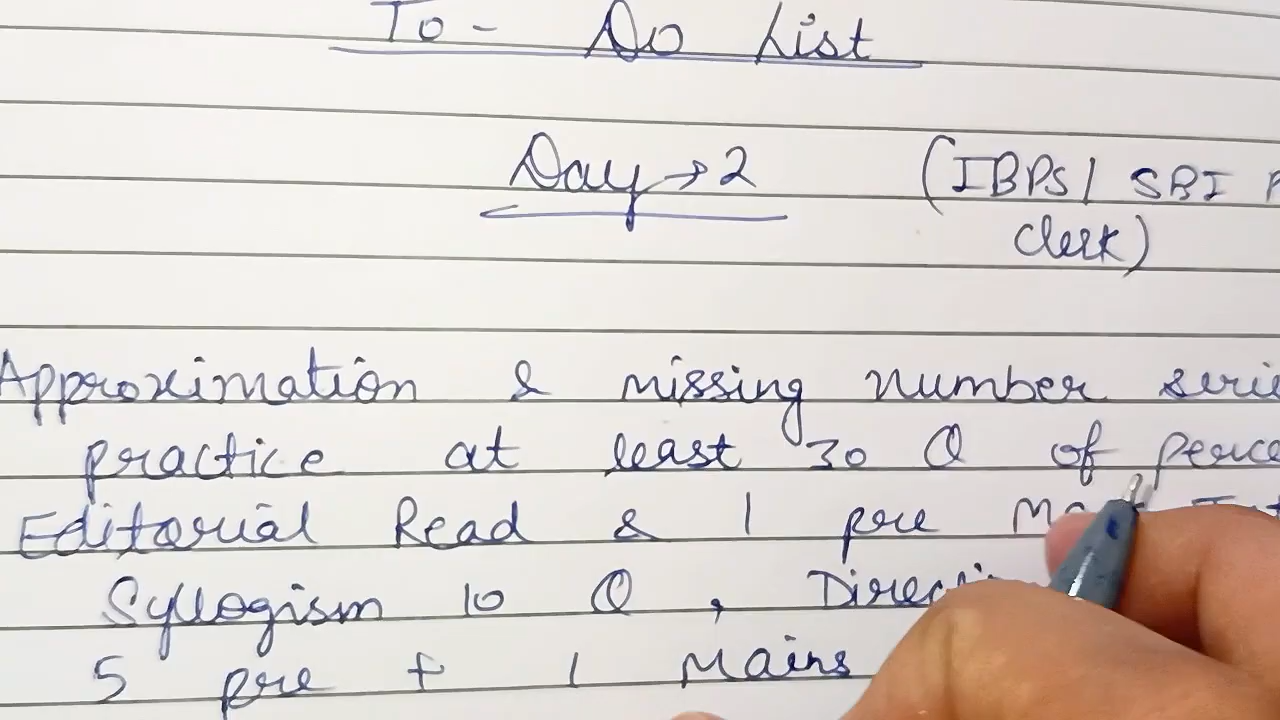 To - Do List
Day → 2 (IBPS/ SBI
Clerk)
Approximation & missing number
practice at least 30 Q of
Editorial Read & 1 pre
Syllogism 10 Q ,
5 pre + 1 Mains